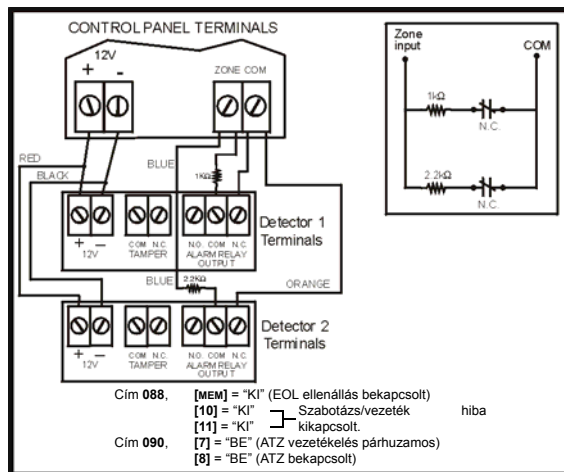 CONTROL PANEL TERMINALS
12V
+ -
ZONE COM
RED
BLACK
BLUE
1KΩ
Detector 1
Terminals
+ –
12V
COM N.C.
TAMPER
N.O. COM N.C.
ALARM RELAY
OUTPUT
BLUE
2.2KΩ
ORANGE
Detector 2
Terminals
+ –
12V
COM N.C.
TAMPER
N.O. COM N.C.
ALARM RELAY
OUTPUT
Zone
input
COM
1kΩ
N.C.
2.2kΩ
N.C.
Cím 088, [MEM] = “KI” (EOL ellenállás bekapcsolt)
[10] = “KI” Szabotázs/vezeték hiba
[11] = “KI” kikapcsolt.
Cím 090, [7] = “BE” (ATZ vezetékelés párhuzamos)
[8] = “BE” (ATZ bekapcsolt)